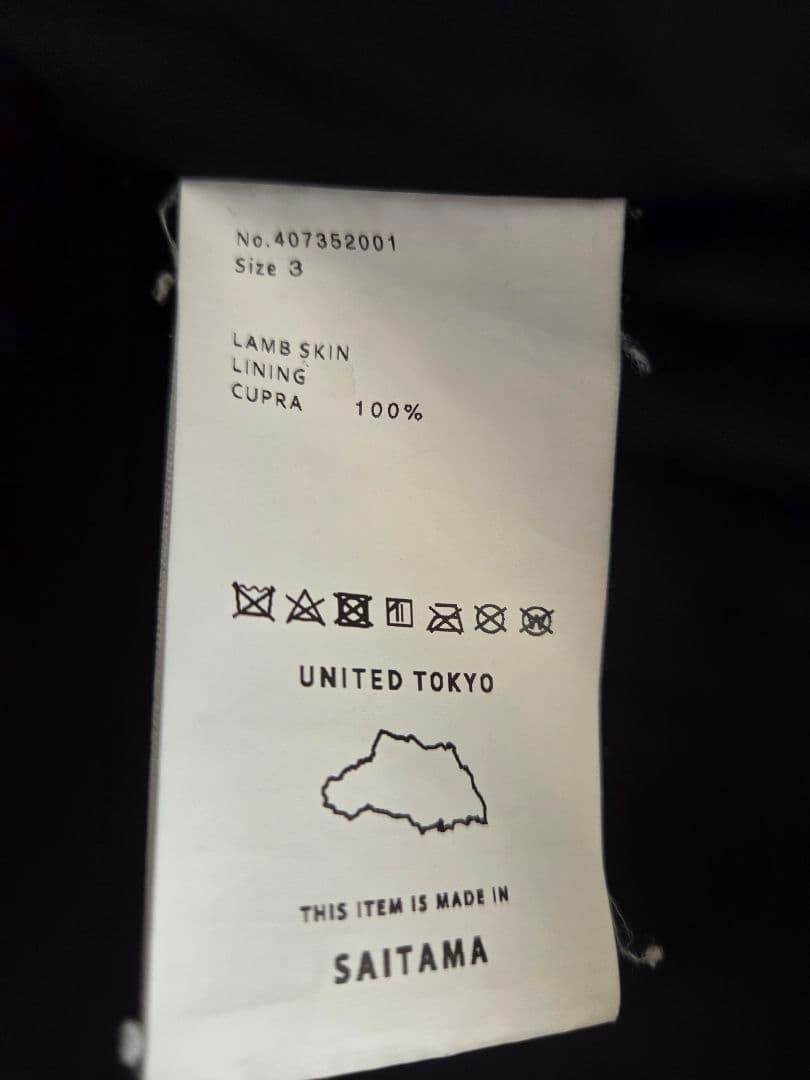 No.407352001
Size 3
LAMB SKIN
LINING
CUPRA 100%
UNITED TOKYO
THIS ITEM IS MADE IN
SAITAMA